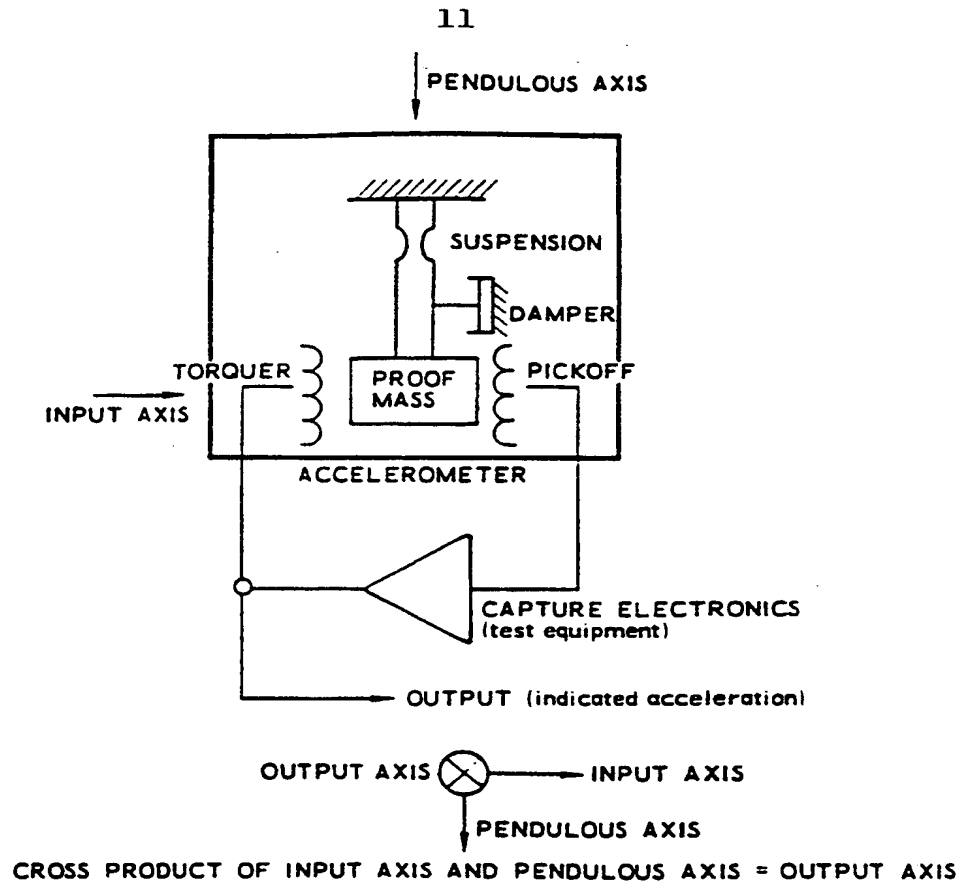 11
PENDULOUS AXIS
SUSPENSION
DAMPER
TORQUER
PROOF
MASS
PICKOFF
INPUT AXIS
ACCELEROMETER
CAPTURE ELECTRONICS
(test equipment)
OUTPUT (indicated acceleration)
OUTPUT AXIS
INPUT AXIS
PENDULOUS AXIS
CROSS PRODUCT OF INPUT AXIS AND PENDULOUS AXIS = OUTPUT AXIS